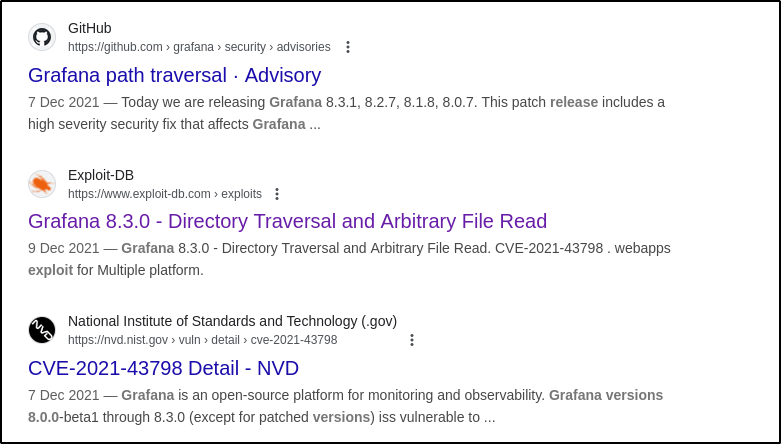 GitHub
https://github.com › grafana › security › advisories
Grafana path traversal · Advisory
7 Dec 2021 — Today we are releasing Grafana 8.3.1, 8.2.7, 8.1.8, 8.0.7. This patch release includes a
high severity security fix that affects Grafana ...
Exploit-DB
https://www.exploit-db.com › exploits
Grafana 8.3.0 - Directory Traversal and Arbitrary File Read
9 Dec 2021 — Grafana 8.3.0 - Directory Traversal and Arbitrary File Read. CVE-2021-43798 . webapps
exploit for Multiple platform.
NVD
National Institute of Standards and Technology (.gov)
https://nvd.nist.gov › vuln › detail › cve-2021-43798
CVE-2021-43798 Detail - NVD
7 Dec 2021 — Grafana is an open-source platform for monitoring and observability. Grafana versions
8.0.0-beta1 through 8.3.0 (except for patched versions) iss vulnerable to ...